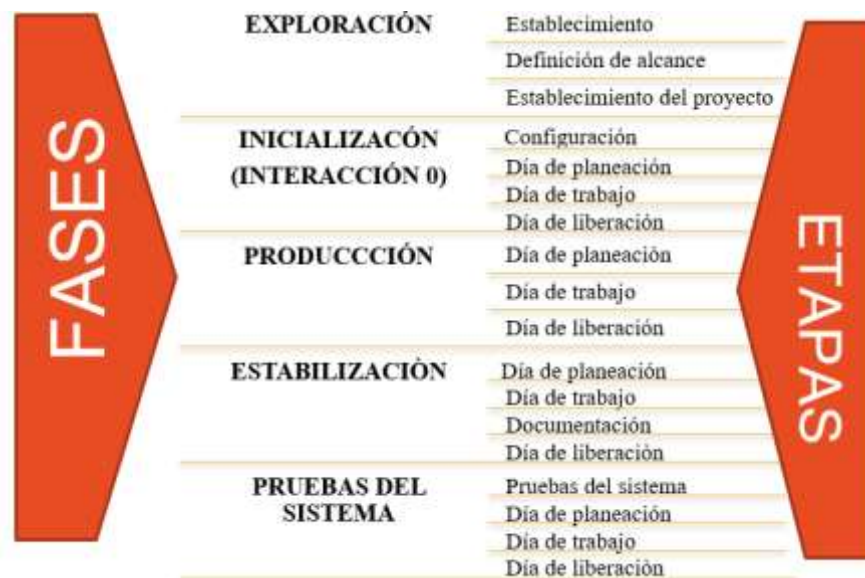 FASES
EXPLORACIÓN
Establecimiento
Definición de alcance
Establecimiento del proyecto
INICIALIZACÓN
(INTERACCIÓN 0)
Configuración
Día de planeación
Día de trabajo
Día de liberación
PRODUCCCIÓN
Día de planeación
Día de trabajo
Día de liberación
ESTABILIZACIÒN
Día de planeación
Día de trabajo
Documentación
Día de liberación
PRUEBAS DEL
SISTEMA
Pruebas del sistema
Día de planeación
Día de trabajo
Día de liberación
ETAPAS